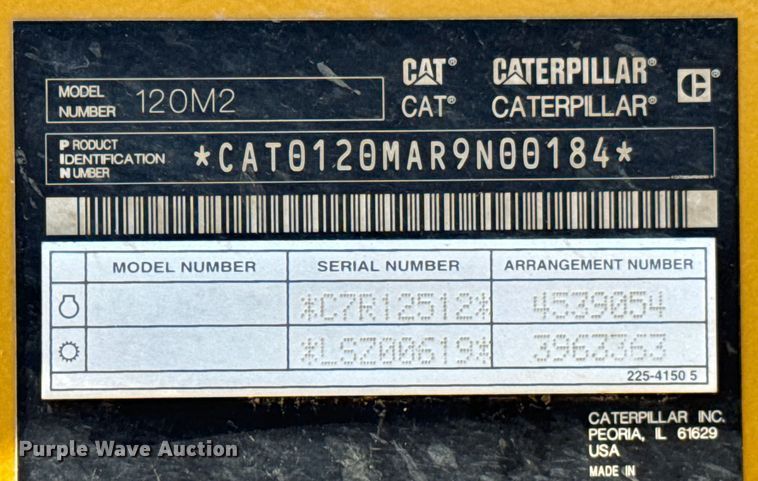 MODEL NUMBER 120M2
CAT® CATERPILLAR®
CAT® CATERPILLAR®
PRODUCT IDENTIFICATION NUMBER *CAT0120MAR9N00184*
MODEL NUMBER SERIAL NUMBER ARRANGEMENT NUMBER
*C7R12512* 4539054
*LSZ00619* 3963363
225-4150 5
CATERPILLAR INC.
PEORIA, IL 61629
USA
MADE IN
Purple Wave Auction